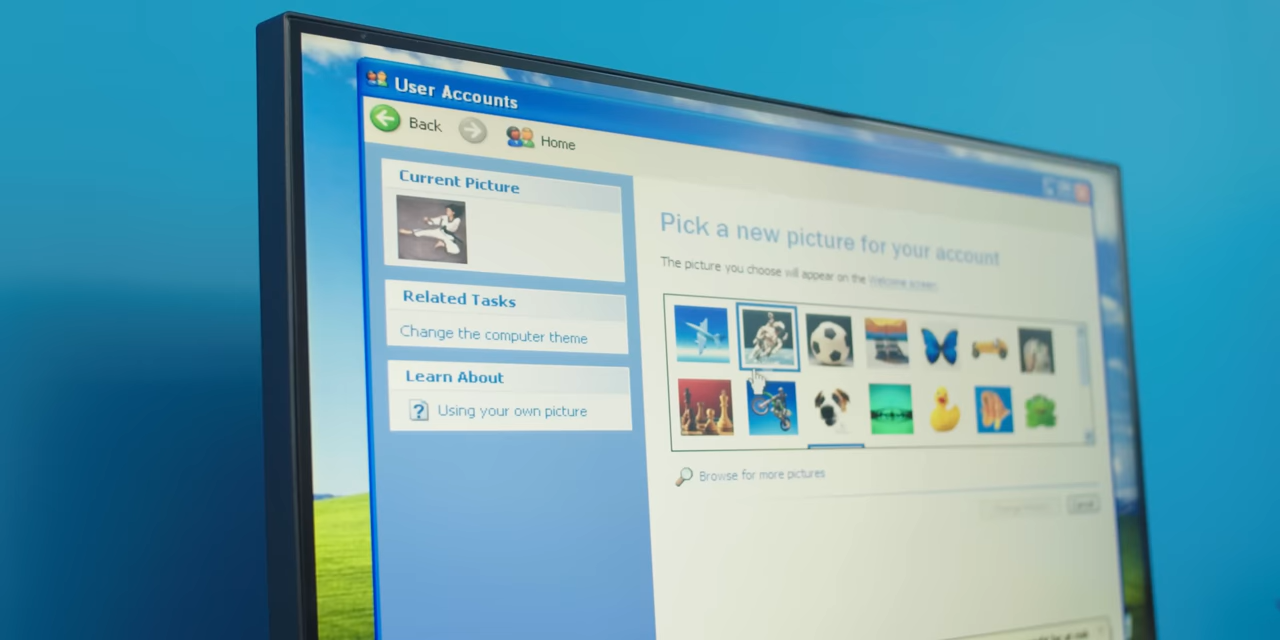 User Accounts
Back
Home
Current Picture
Related Tasks
Change the computer theme
Learn About
Using your own picture
Pick a new picture for your account
The picture you choose will appear on the Welcome screen.
Browse for more pictures
Cancel